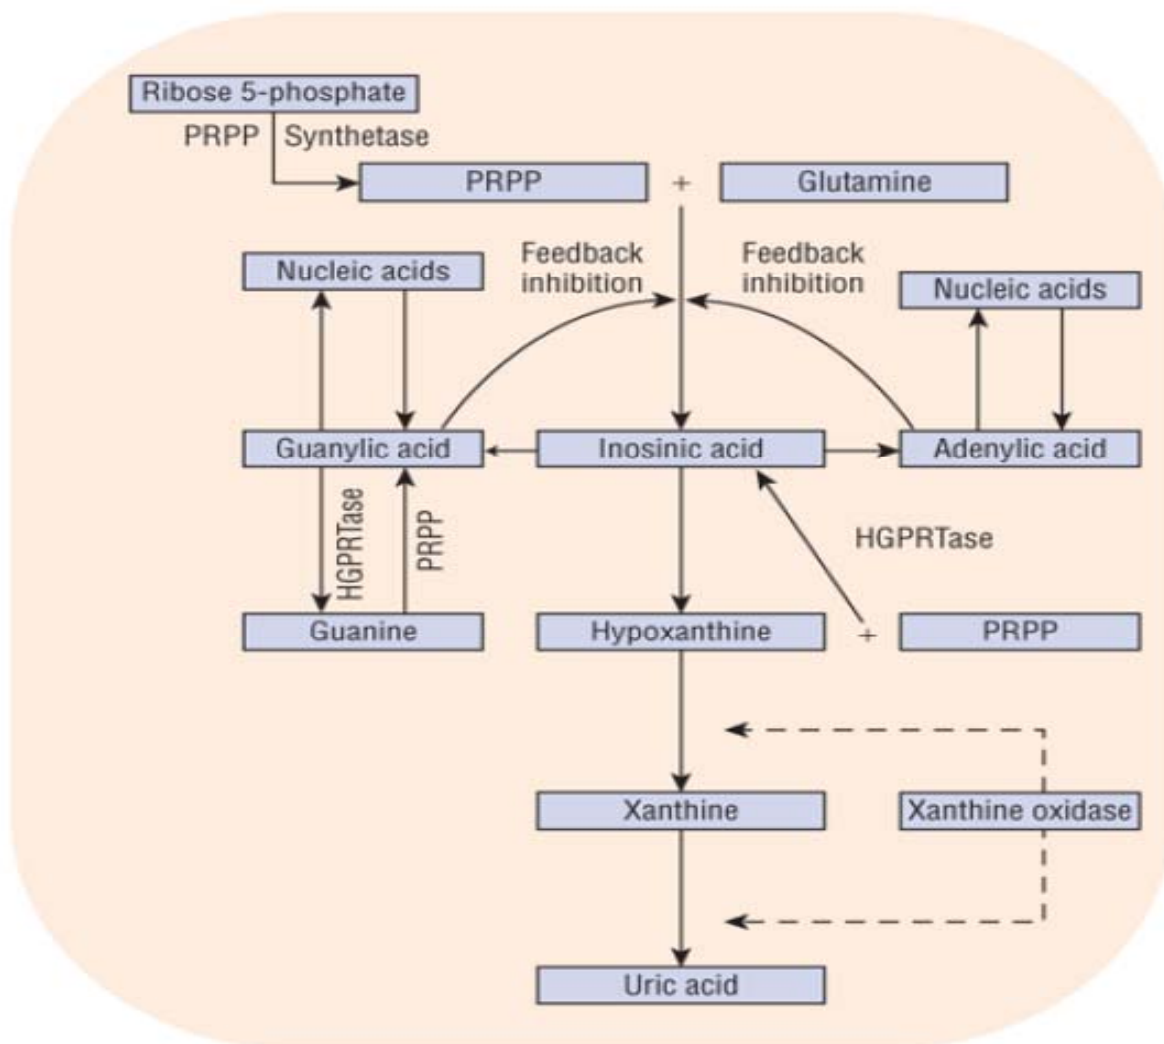 Ribose 5-phosphate
PRPP Synthetase
PRPP + Glutamine
Feedback
inhibition
Feedback
inhibition
Nucleic acids
Nucleic acids
Guanylic acid
Inosinic acid
Adenylic acid
HGPRTase
PRPP
HGPRTase
Guanine
Hypoxanthine + PRPP
Xanthine
Xanthine oxidase
Uric acid